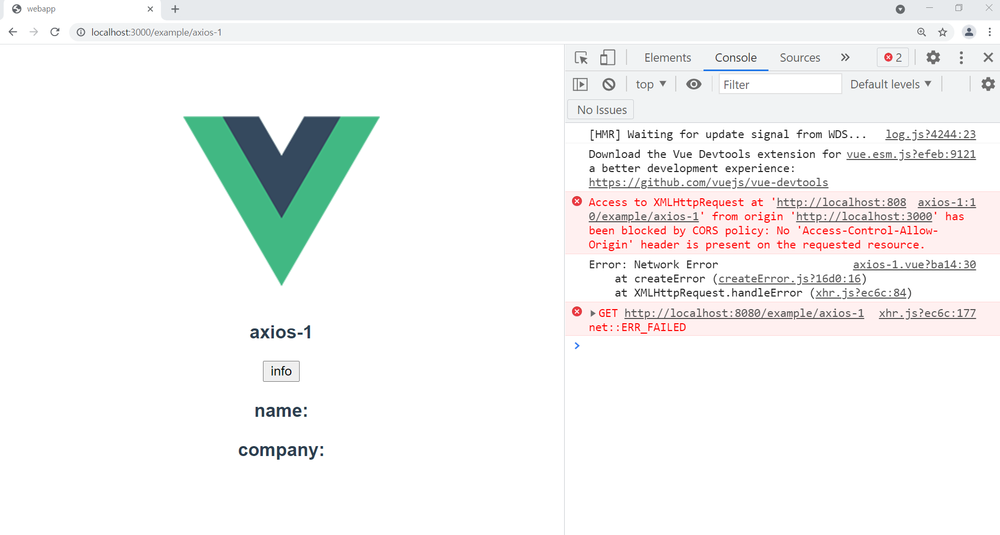 webapp
localhost:3000/example/axios-1
Elements Console Sources 2
top Filter Default levels
No Issues
[HMR] Waiting for update signal from WDS... log.js?4244:23
Download the Vue Devtools extension for vue.esm.js?efeb:9121
a better development experience:
https://github.com/vuejs/vue-devtools
Access to XMLHttpRequest at 'http://localhost:808 axios-1:1
0/example/axios-1' from origin 'http://localhost:3000' has
been blocked by CORS policy: No 'Access-Control-Allow-
Origin' header is present on the requested resource.
Error: Network Error axios-1.vue?ba14:30
at createError (createError.js?16d0:16)
at XMLHttpRequest.handleError (xhr.js?ec6c:84)
GET http://localhost:8080/example/axios-1 xhr.js?ec6c:177
net::ERR_FAILED
axios-1
info
name:
company: